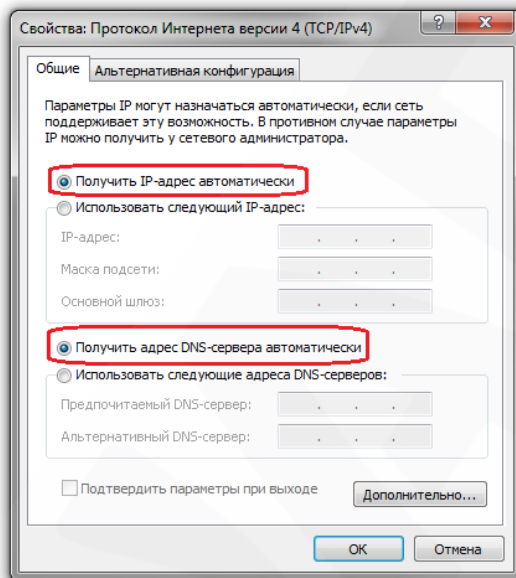 Свойства: Протокол Интернета версии 4 (TCP/IPv4)
Общие
Альтернативная конфигурация
Параметры IP могут назначаться автоматически, если сеть
поддерживает эту возможность. В противном случае параметры
IP можно получить у сетевого администратора.
Получить IP-адрес автоматически
Использовать следующий IP-адрес:
IP-адрес:
Маска подсети:
Основной шлюз:
Получить адрес DNS-сервера автоматически
Использовать следующие адреса DNS-серверов:
Предпочитаемый DNS-сервер:
Альтернативный DNS-сервер:
Подтвердить параметры при выходе
Дополнительно...
ОК
Отмена